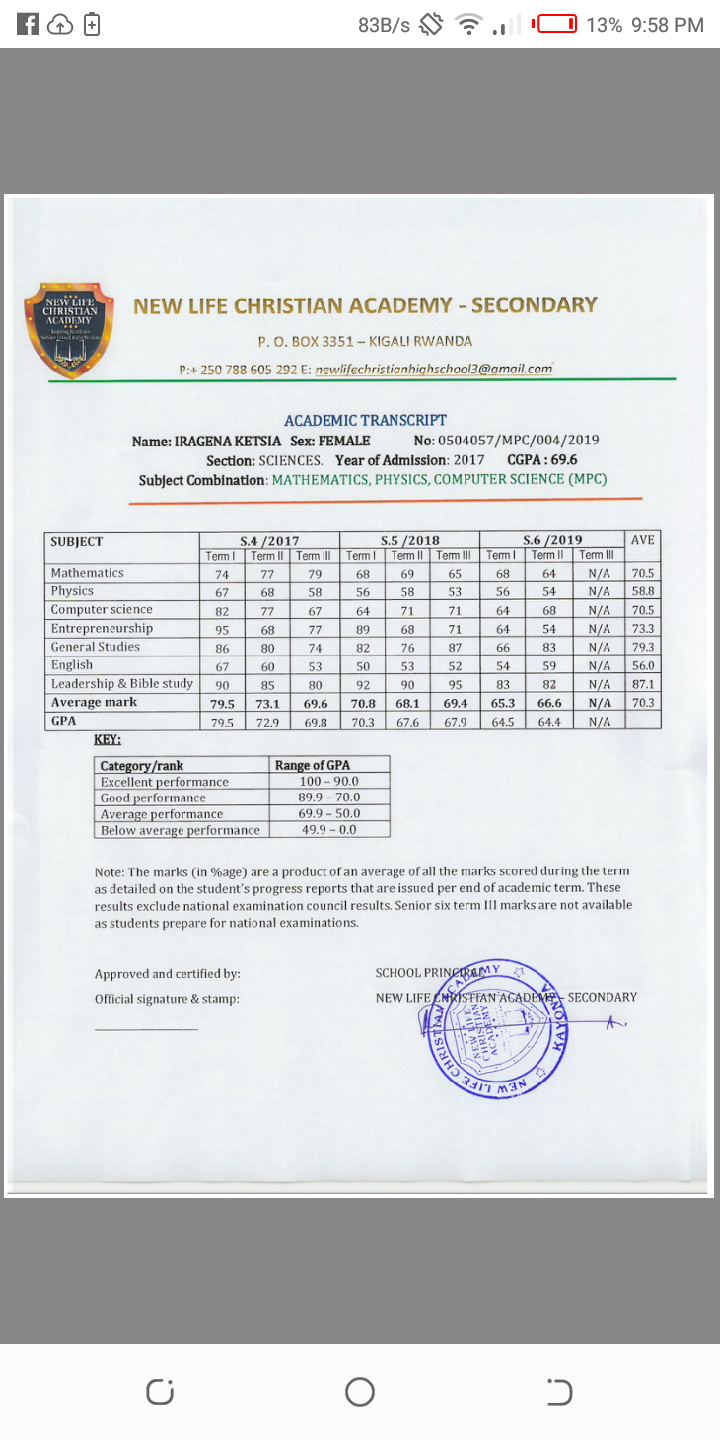 83B/s 13% 9:58 PM
NEW LIFE
CHRISTIAN
ACADEMY
NEW LIFE CHRISTIAN ACADEMY - SECONDARY
P. O. BOX 3351 – KIGALI RWANDA
P:+ 250 788 605 292 E: newlifechristianhighschool3@gmail.com
ACADEMIC TRANSCRIPT
Name: IRAGENA KETSIA Sex: FEMALE No: 0504057/MPC/004/2019
Section: SCIENCES. Year of Admission: 2017 CGPA : 69.6
Subject Combination: MATHEMATICS, PHYSICS, COMPUTER SCIENCE (MPC)
SUBJECT S.4 /2017 S.5 /2018 S.6 /2019 AVE
Term I Term II Term III Term I Term II Term III Term I Term II Term III
Mathematics 74 77 79 68 69 65 68 64 N/A 70.5
Physics 67 68 58 56 58 53 56 54 N/A 58.8
Computer science 82 77 67 64 71 71 64 68 N/A 70.5
Entrepreneurship 95 68 77 89 68 71 64 54 N/A 73.3
General Studies 86 80 74 82 76 87 66 83 N/A 79.3
English 67 60 53 50 53 52 54 59 N/A 56.0
Leadership & Bible study 90 85 80 92 90 95 83 82 N/A 87.1
Average mark 79.5 73.1 69.6 70.8 68.1 69.4 65.3 66.6 N/A 70.3
GPA 79.5 72.9 69.8 70.3 67.6 67.9 64.5 64.4 N/A
KEY:
Category/rank Range of GPA
Excellent performance 100 – 90.0
Good performance 89.9 – 70.0
Average performance 69.9 – 50.0
Below average performance 49.9 – 0.0
Note: The marks (in %age) are a product of an average of all the marks scored during the term
as detailed on the student's progress reports that are issued per end of academic term. These
results exclude national examination council results. Senior six term III marks are not available
as students prepare for national examinations.
Approved and certified by: SCHOOL PRINCIPAL
Official signature & stamp: NEW LIFE CHRISTIAN ACADEMY – SECONDARY
NEW LIFE CHRISTIAN ACADEMY
KAYONZA
NEW LIFE
CHRISTIAN
ACADEMY